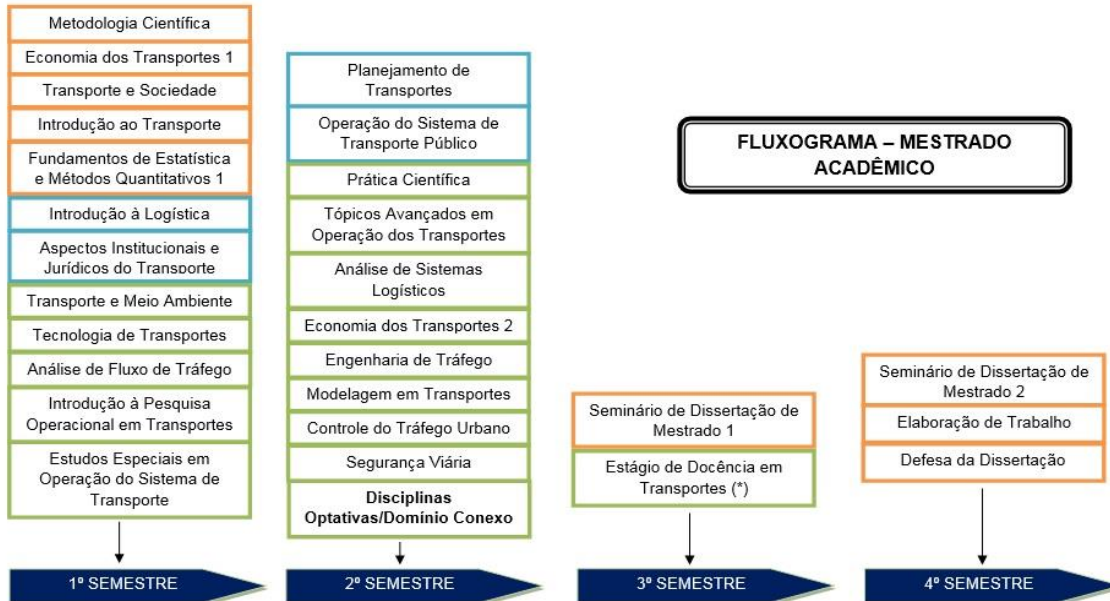 Metodologia Científica
Economia dos Transportes 1
Transporte e Sociedade
Introdução ao Transporte
Fundamentos de Estatística
e Métodos Quantitativos 1
Introdução à Logística
Aspectos Institucionais e
Jurídicos do Transporte
Transporte e Meio Ambiente
Tecnologia de Transportes
Análise de Fluxo de Tráfego
Introdução à Pesquisa
Operacional em Transportes
Estudos Especiais em
Operação do Sistema de
Transporte
1º SEMESTRE
Planejamento de
Transportes
Operação do Sistema de
Transporte Público
Prática Científica
Tópicos Avançados em
Operação dos Transportes
Análise de Sistemas
Logísticos
Economia dos Transportes 2
Engenharia de Tráfego
Modelagem em Transportes
Controle do Tráfego Urbano
Segurança Viária
Disciplinas
Optativas/Domínio Conexo
2º SEMESTRE
FLUXOGRAMA – MESTRADO
ACADÊMICO
Seminário de Dissertação de
Mestrado 1
Estágio de Docência em
Transportes (*)
3º SEMESTRE
Seminário de Dissertação de
Mestrado 2
Elaboração de Trabalho
Defesa da Dissertação
4º SEMESTRE